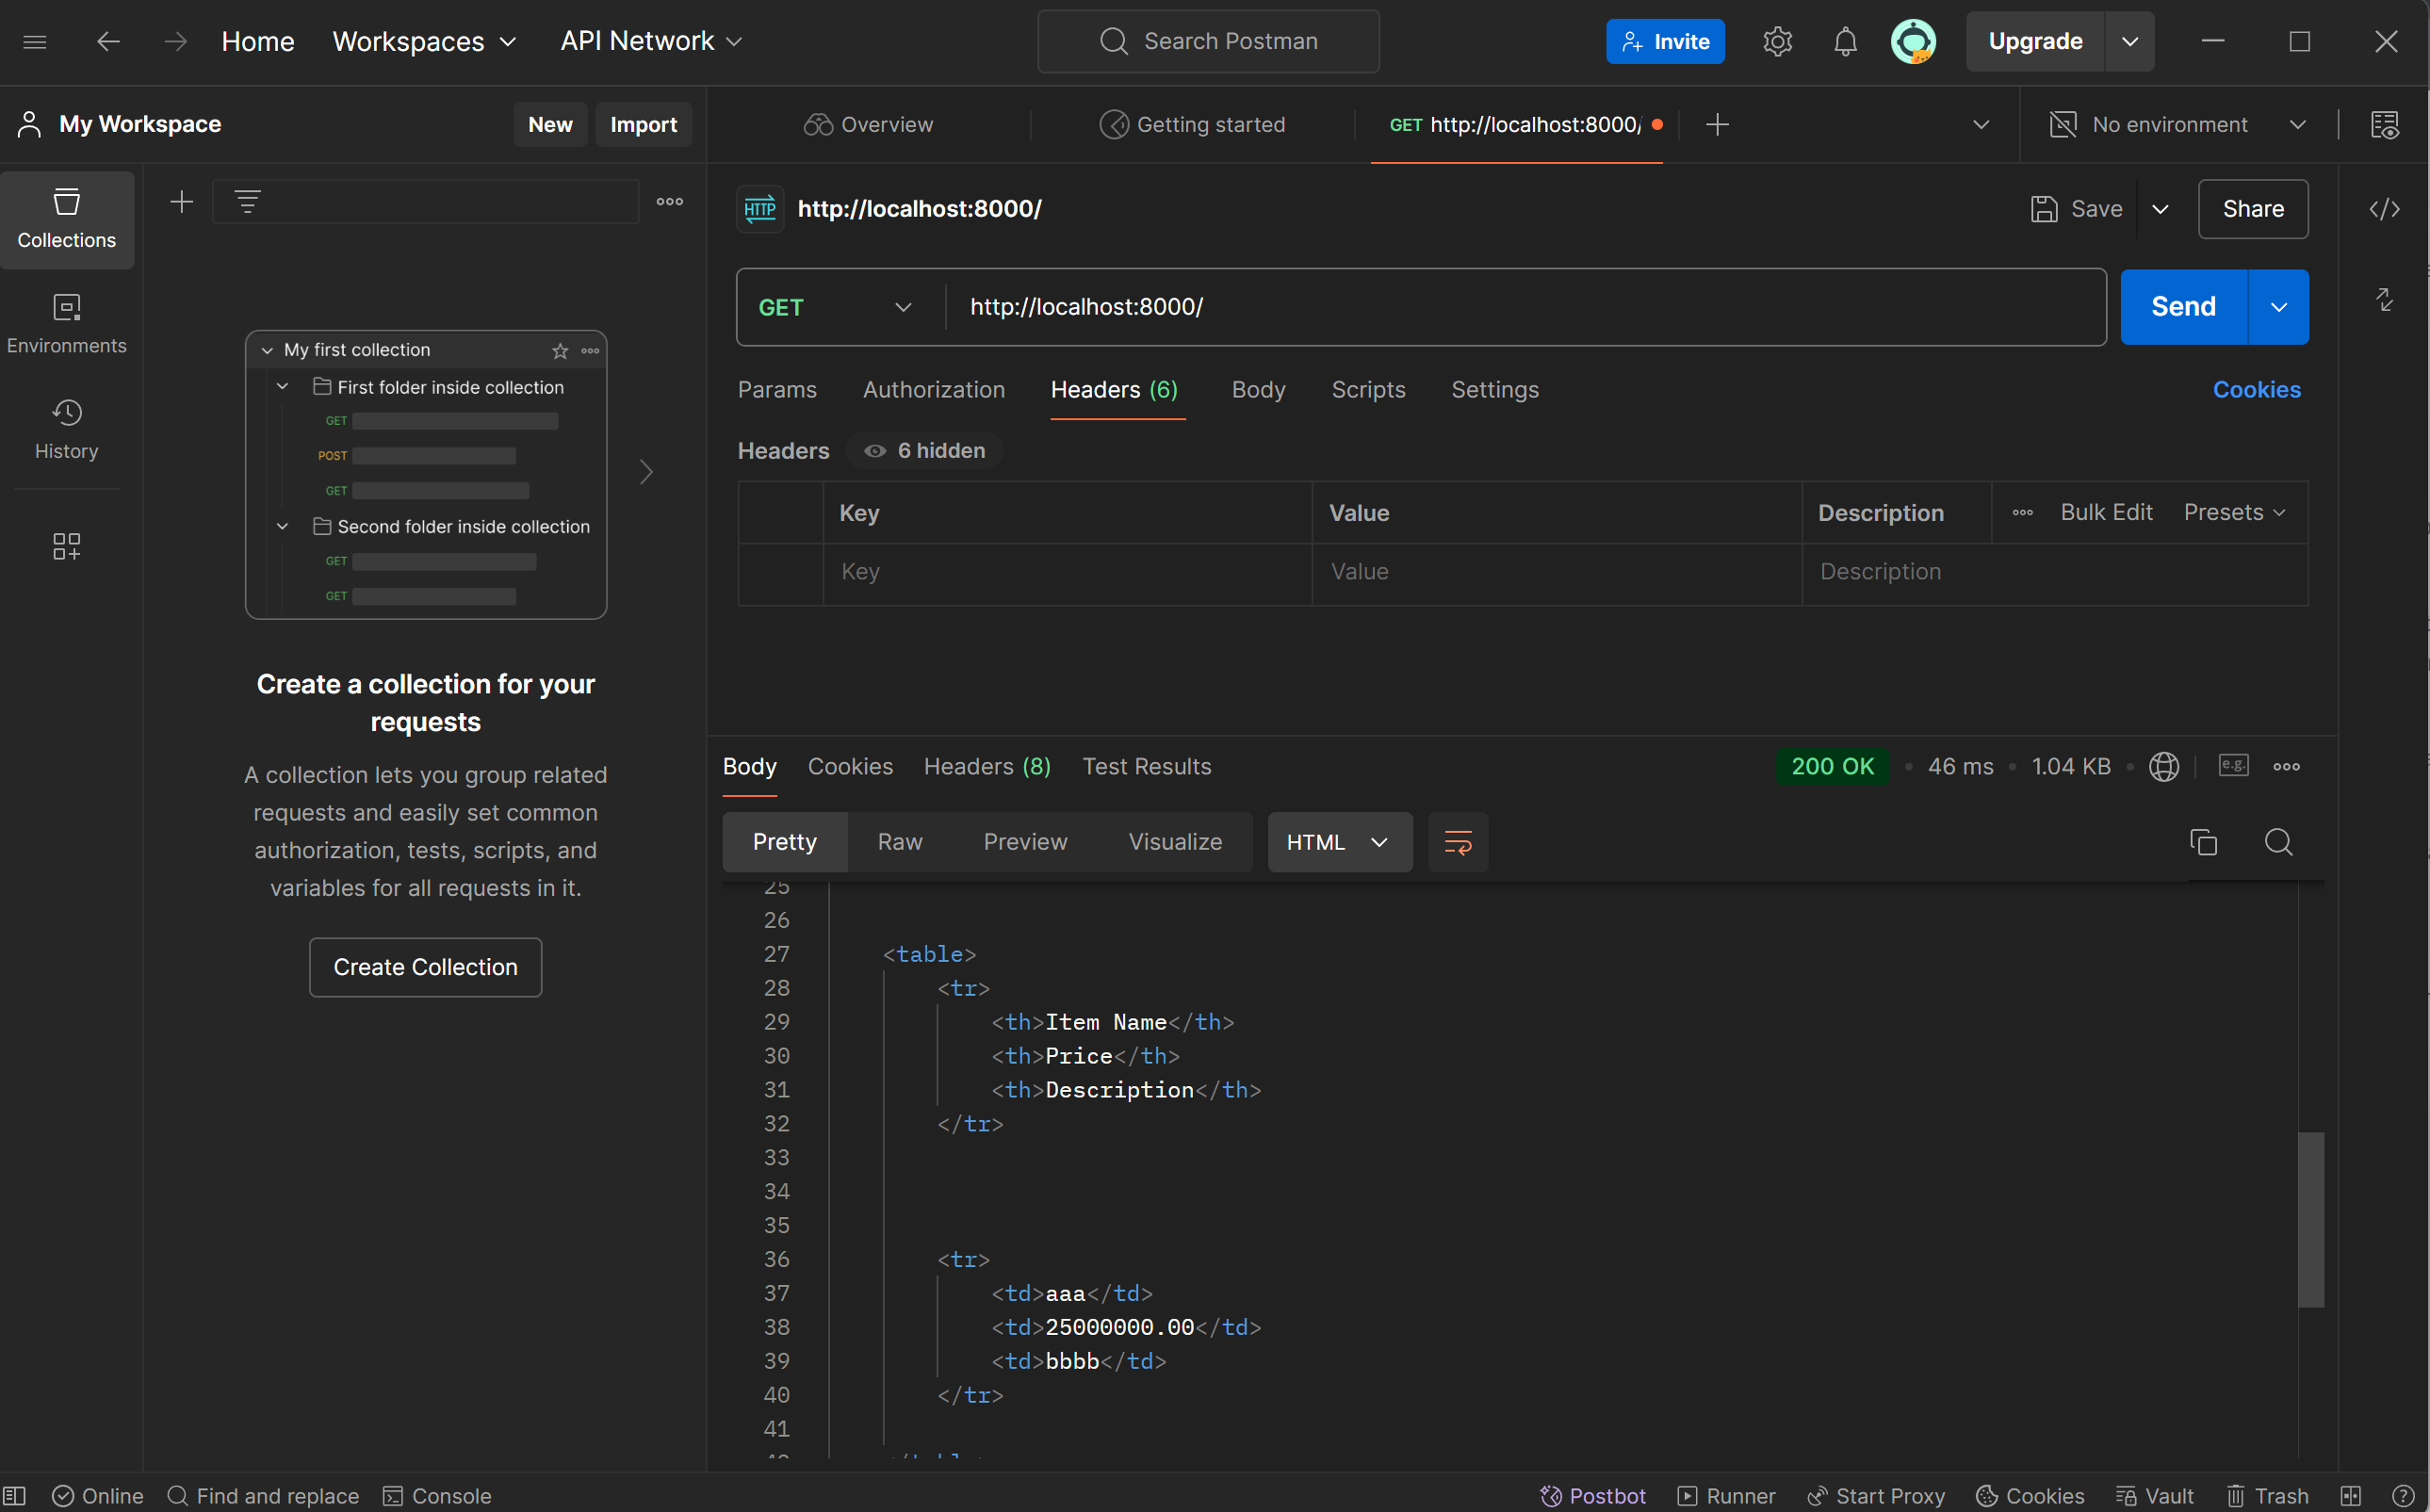 Home Workspaces API Network Search Postman Invite Upgrade
My Workspace New Import Overview Getting started GET http://localhost:8000/ No environment
Collections
Environments
History
My first collection
First folder inside collection
GET
POST
GET
Second folder inside collection
GET
GET
Create a collection for your
requests
A collection lets you group related
requests and easily set common
authorization, tests, scripts, and
variables for all requests in it.
Create Collection
HTTP http://localhost:8000/ Save Share
GET http://localhost:8000/ Send
Params Authorization Headers (6) Body Scripts Settings Cookies
Headers 6 hidden
Key Value Description Bulk Edit Presets
Key Value Description
Body Cookies Headers (8) Test Results 200 OK 46 ms 1.04 KB e.g.
Pretty Raw Preview Visualize HTML
25
26
27 <table>
28 <tr>
29 <th>Item Name</th>
30 <th>Price</th>
31 <th>Description</th>
32 </tr>
33
34
35
36 <tr>
37 <td>aaa</td>
38 <td>25000000.00</td>
39 <td>bbbb</td>
40 </tr>
41
Online Find and replace Console Postbot Runner Start Proxy Cookies Vault Trash